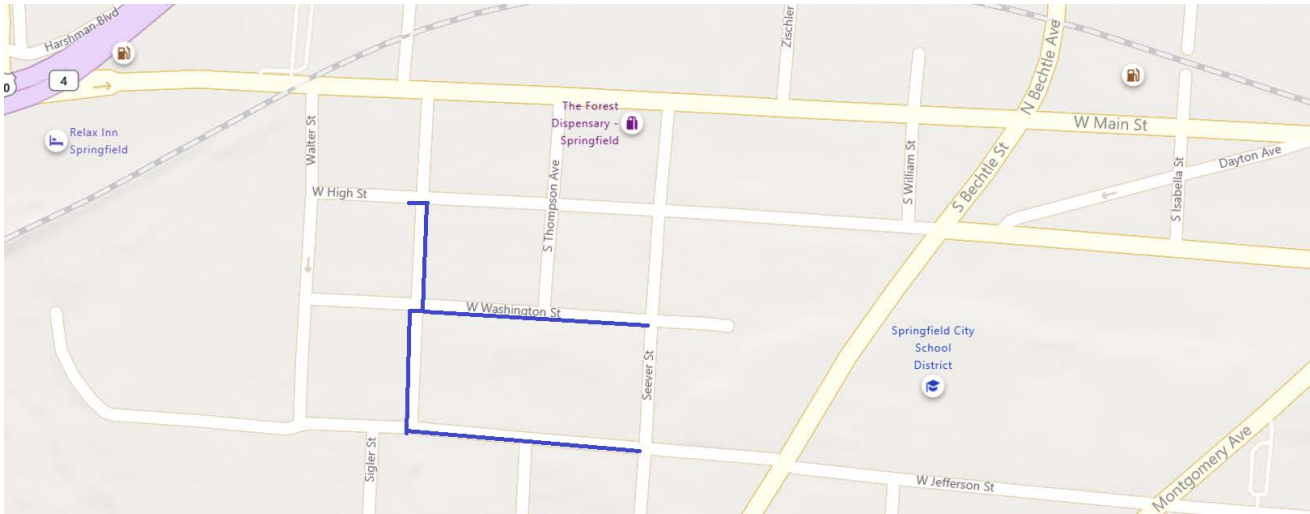 Harshman Blvd
0
4
Relax Inn
Springfield
Walter St
W High St
The Forest
Dispensary -
Springfield
S Thompson Ave
Zischler
S William St
N Bechtle Ave
S Bechtle St
W Main St
Dayton Ave
S Isabella St
W Washington St
Seever St
Springfield City
School
District
Sigler St
W Jefferson St
Montgomery Ave